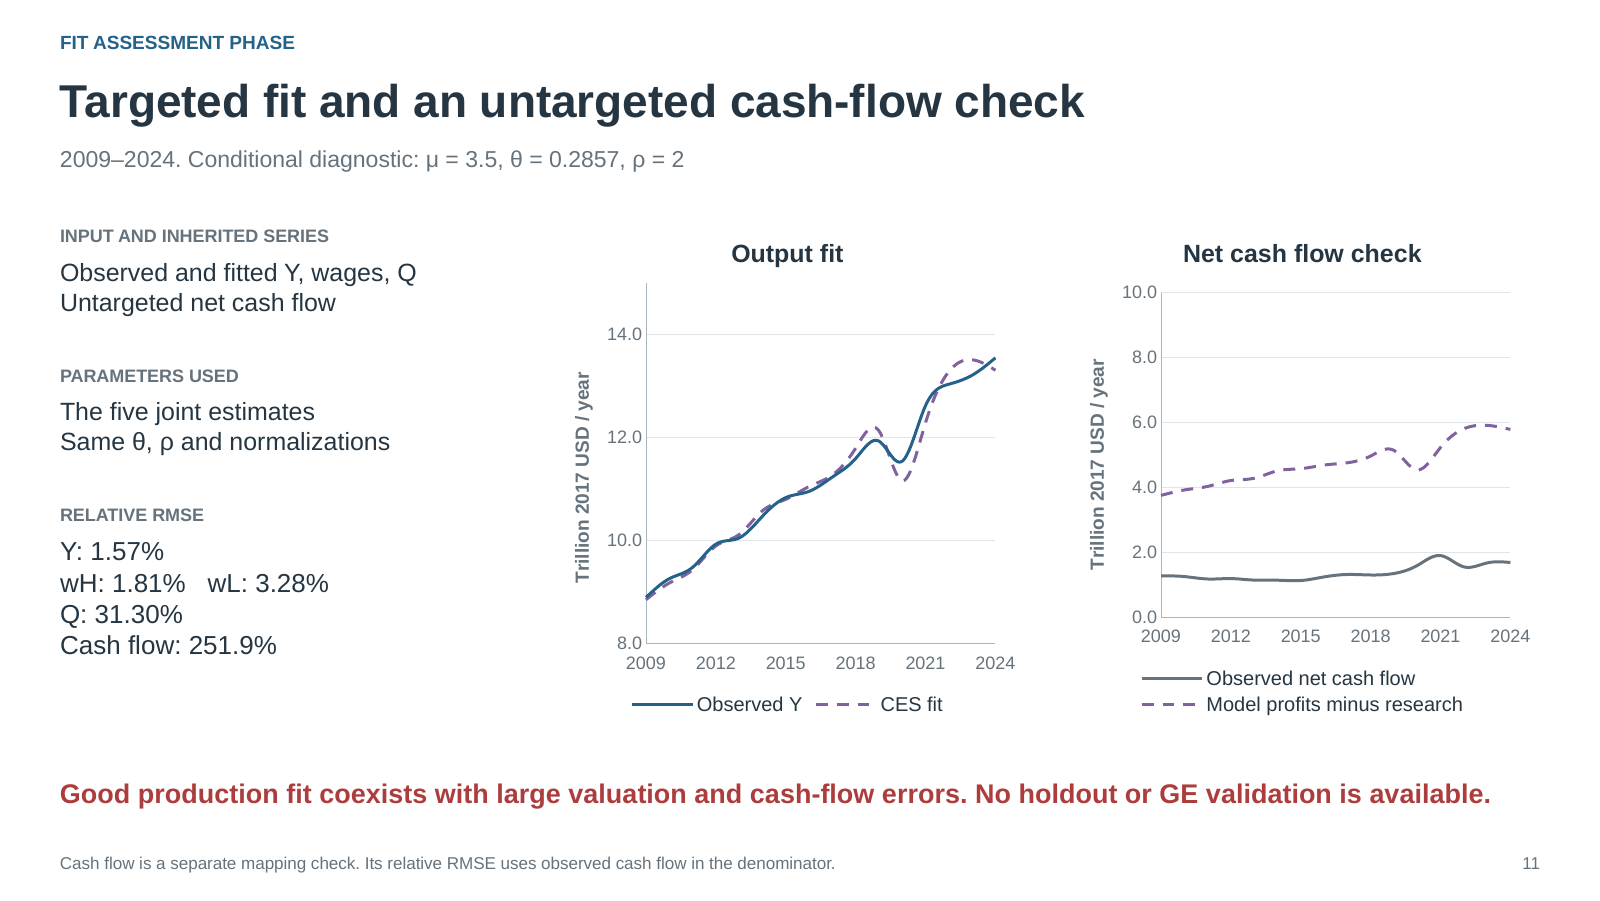 FIT ASSESSMENT PHASE
Targeted fit and an untargeted cash-flow check
2009–2024. Conditional diagnostic: μ = 3.5, θ = 0.2857, ρ = 2
INPUT AND INHERITED SERIES
Observed and fitted Y, wages, Q
Untargeted net cash flow
PARAMETERS USED
The five joint estimates
Same θ, ρ and normalizations
RELATIVE RMSE
Y: 1.57%
wH: 1.81% wL: 3.28%
Q: 31.30%
Cash flow: 251.9%
Output fit
Trillion 2017 USD / year
14.0
12.0
10.0
8.0
2009 2012 2015 2018 2021 2024
Observed Y CES fit
Net cash flow check
Trillion 2017 USD / year
10.0
8.0
6.0
4.0
2.0
0.0
2009 2012 2015 2018 2021 2024
Observed net cash flow
Model profits minus research
Good production fit coexists with large valuation and cash-flow errors. No holdout or GE validation is available.
Cash flow is a separate mapping check. Its relative RMSE uses observed cash flow in the denominator.
11